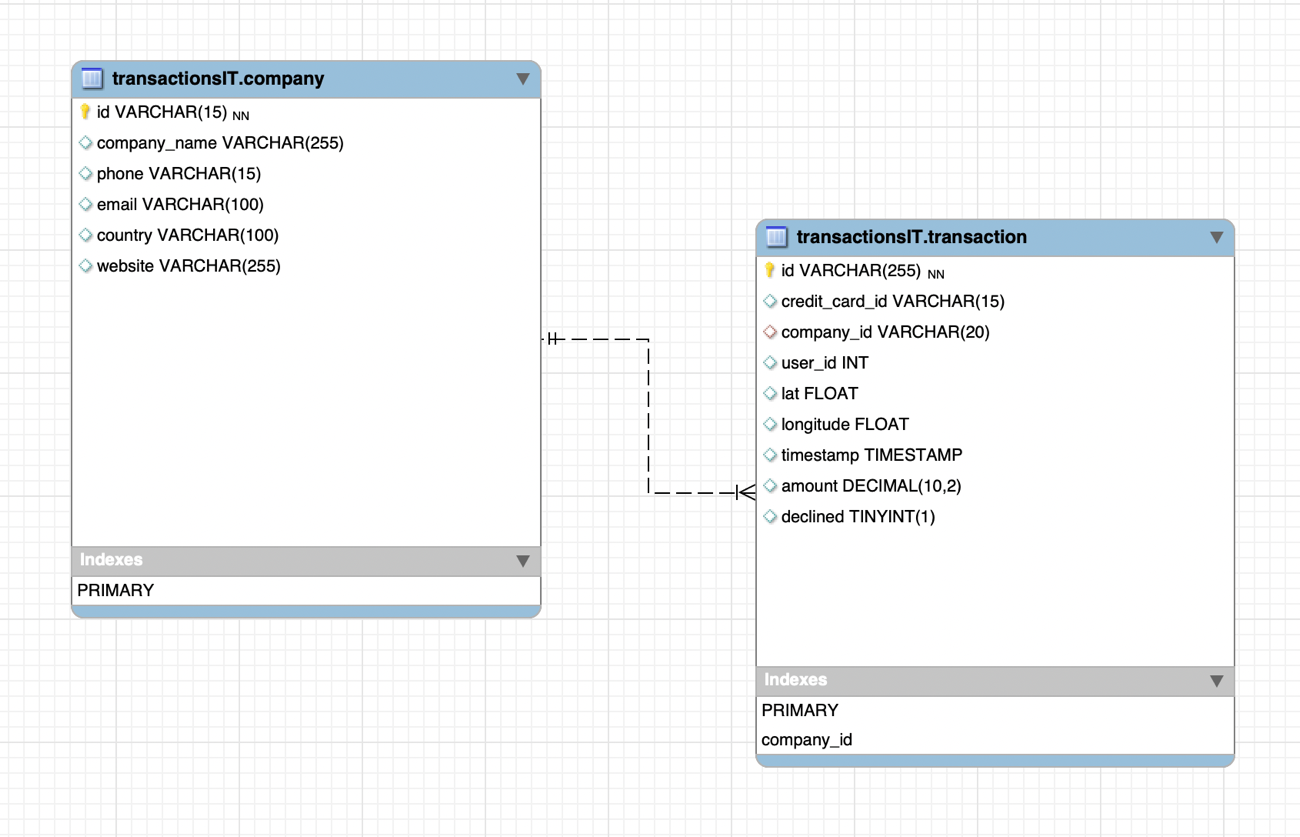 transactionsIT.company
id VARCHAR(15) NN
company_name VARCHAR(255)
phone VARCHAR(15)
email VARCHAR(100)
country VARCHAR(100)
website VARCHAR(255)
Indexes
PRIMARY
transactionsIT.transaction
id VARCHAR(255) NN
credit_card_id VARCHAR(15)
company_id VARCHAR(20)
user_id INT
lat FLOAT
longitude FLOAT
timestamp TIMESTAMP
amount DECIMAL(10,2)
declined TINYINT(1)
Indexes
PRIMARY
company_id